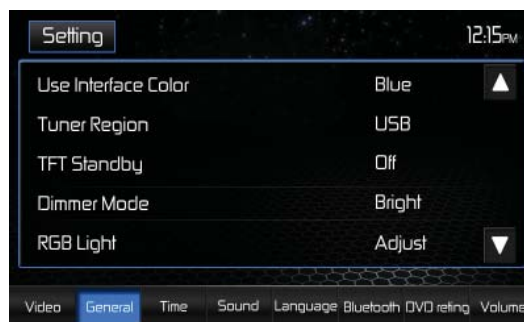 Setting 12:15PM
Use Interface Color Blue
Tuner Region USB
TFT Standby Off
Dimmer Mode Bright
RGB Light Adjust
Video General Time Sound Language Bluetooth DVD reting Volume